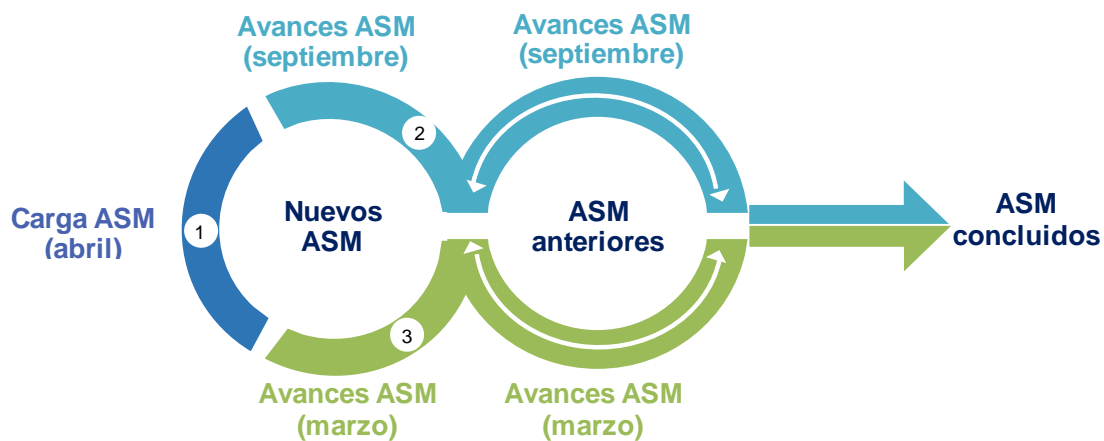 Avances ASM
(septiembre)
Avances ASM
(septiembre)
2
Carga ASM
(abril)
1
Nuevos
ASM
ASM
anteriores
ASM
concluidos
3
Avances ASM
(marzo)
Avances ASM
(marzo)